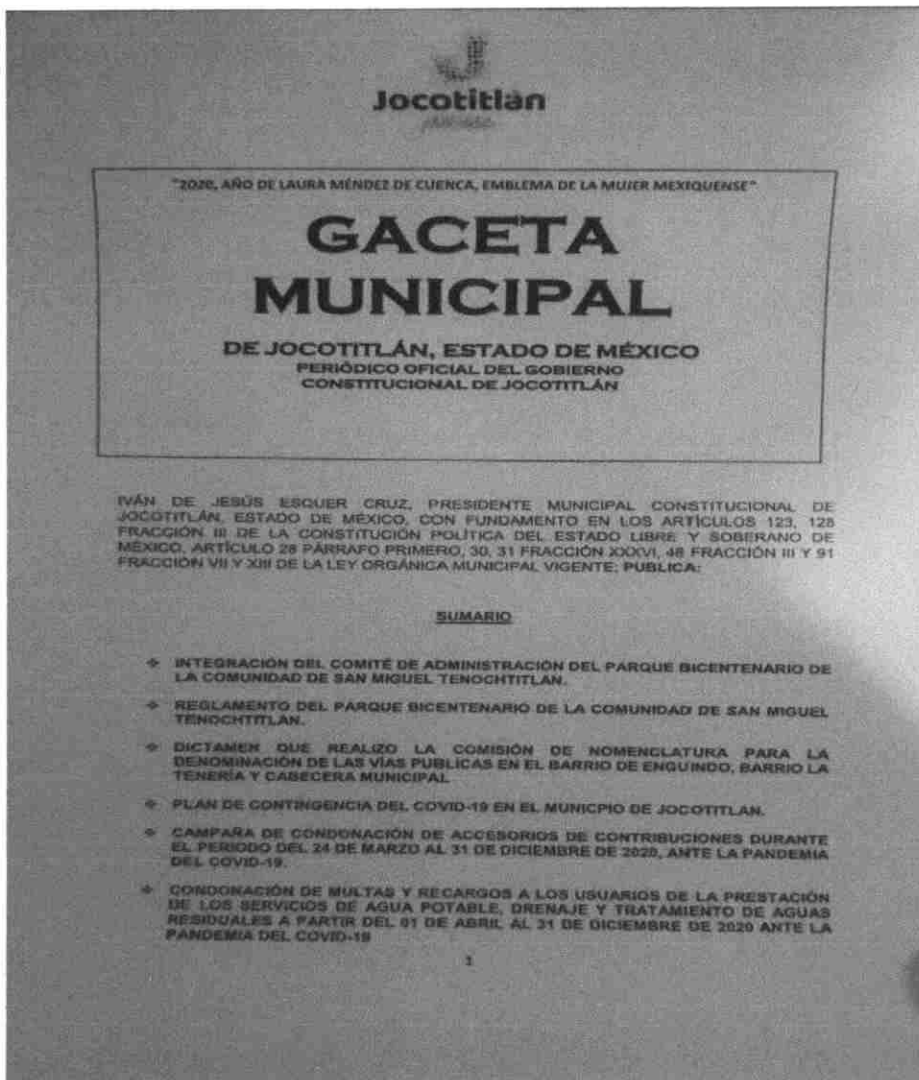 Jocotitlán
"2020, AÑO DE LAURA MÉNDEZ DE CUENCA, EMBLEMA DE LA MUJER MEXIQUENSE"
GACETA
MUNICIPAL
DE JOCOTITLÁN, ESTADO DE MÉXICO
PERIÓDICO OFICIAL DEL GOBIERNO
CONSTITUCIONAL DE JOCOTITLÁN
IVÁN DE JESÚS ESQUER CRUZ, PRESIDENTE MUNICIPAL CONSTITUCIONAL DE
JOCOTITLÁN, ESTADO DE MÉXICO, CON FUNDAMENTO EN LOS ARTÍCULOS 123, 128
FRACCIÓN III DE LA CONSTITUCIÓN POLÍTICA DEL ESTADO LIBRE Y SOBERANO DE
MÉXICO, ARTÍCULO 28 PÁRRAFO PRIMERO, 30, 31 FRACCIÓN XXXVI, 48 FRACCIÓN III Y 91
FRACCIÓN VII Y XIII DE LA LEY ORGÁNICA MUNICIPAL VIGENTE; PUBLICA:
SUMARIO
❖ INTEGRACIÓN DEL COMITÉ DE ADMINISTRACIÓN DEL PARQUE BICENTENARIO DE
LA COMUNIDAD DE SAN MIGUEL TENOCHTITLAN.
❖ REGLAMENTO DEL PARQUE BICENTENARIO DE LA COMUNIDAD DE SAN MIGUEL
TENOCHTITLAN.
❖ DICTAMEN QUE REALIZO LA COMISIÓN DE NOMENCLATURA PARA LA
DENOMINACIÓN DE LAS VÍAS PUBLICAS EN EL BARRIO DE ENGUINDO, BARRIO LA
TENERÍA Y CABECERA MUNICIPAL
❖ PLAN DE CONTINGENCIA DEL COVID-19 EN EL MUNICPIO DE JOCOTITLAN.
❖ CAMPAÑA DE CONDONACIÓN DE ACCESORIOS DE CONTRIBUCIONES DURANTE
EL PERIODO DEL 24 DE MARZO AL 31 DE DICIEMBRE DE 2020, ANTE LA PANDEMIA
DEL COVID-19.
❖ CONDONACIÓN DE MULTAS Y RECARGOS A LOS USUARIOS DE LA PRESTACIÓN
DE LOS SERVICIOS DE AGUA POTABLE, DRENAJE Y TRATAMIENTO DE AGUAS
RESIDUALES A PARTIR DEL 01 DE ABRIL AL 31 DE DICIEMBRE DE 2020 ANTE LA
PANDEMIA DEL COVID-19
1